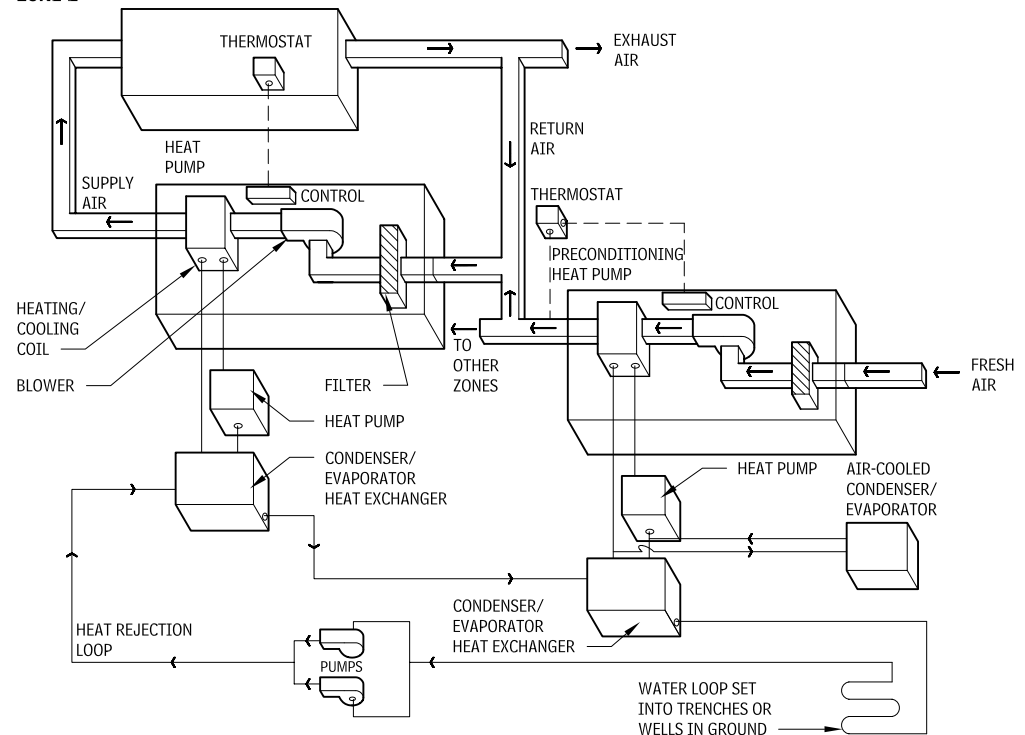 THERMOSTAT
EXHAUST
AIR
RETURN
AIR
HEAT
PUMP
SUPPLY
AIR
CONTROL
THERMOSTAT
PRECONDITIONING
HEAT PUMP
CONTROL
HEATING/
COOLING
COIL
BLOWER
FILTER
TO
OTHER
ZONES
FRESH
AIR
HEAT PUMP
CONDENSER/
EVAPORATOR
HEAT EXCHANGER
HEAT PUMP
AIR-COOLED
CONDENSER/
EVAPORATOR
CONDENSER/
EVAPORATOR
HEAT EXCHANGER
HEAT REJECTION
LOOP
PUMPS
WATER LOOP SET
INTO TRENCHES OR
WELLS IN GROUND